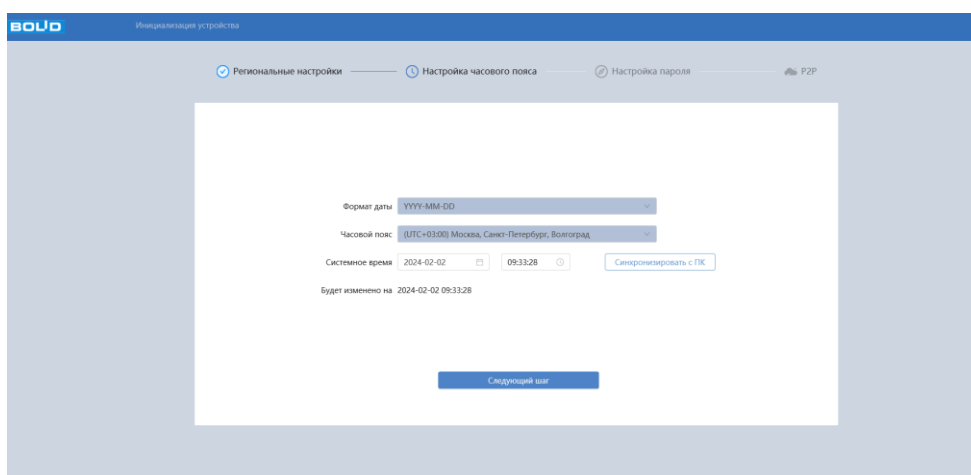 BOLID Инициализация устройства
Региональные настройки Настройка часового пояса Настройка пароля P2P
Формат даты YYYY-MM-DD
Часовой пояс (UTC+03:00) Москва, Санкт-Петербург, Волгоград
Системное время 2024-02-02 09:33:28 Синхронизировать с ПК
Будет изменено на 2024-02-02 09:33:28
Следующий шаг